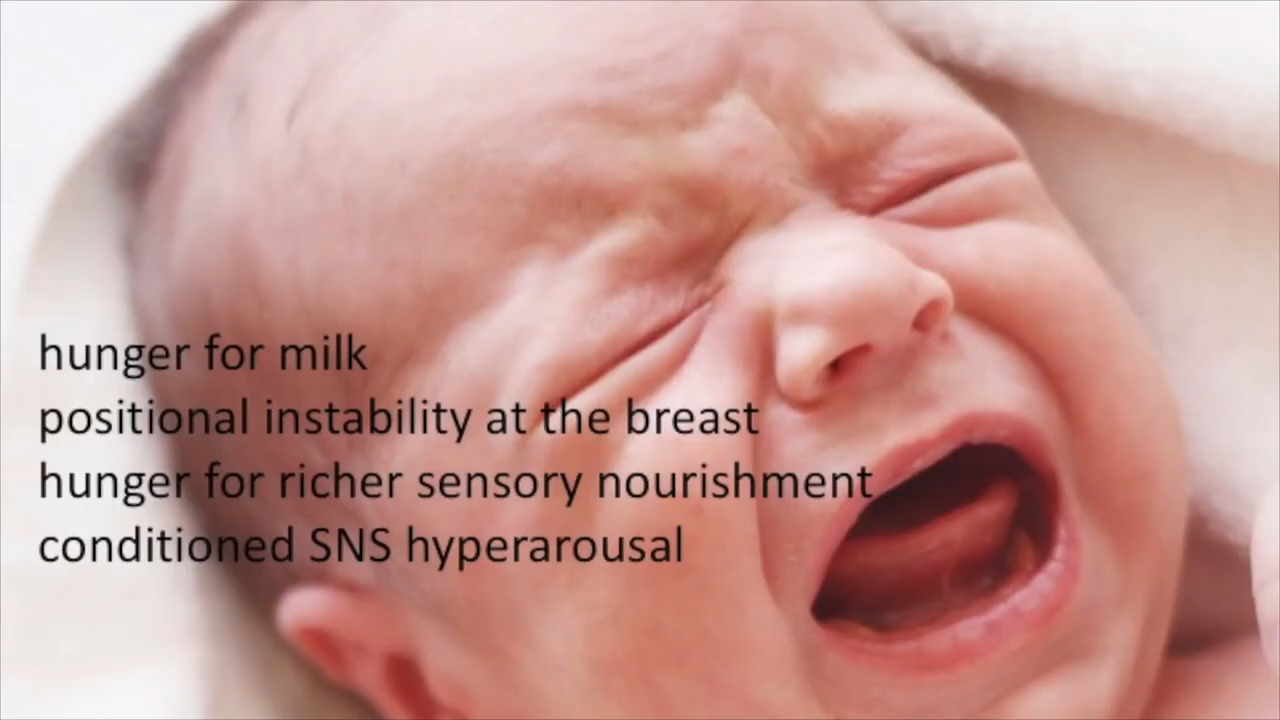 hunger for milk
positional instability at the breast
hunger for richer sensory nourishment
conditioned SNS hyperarousal